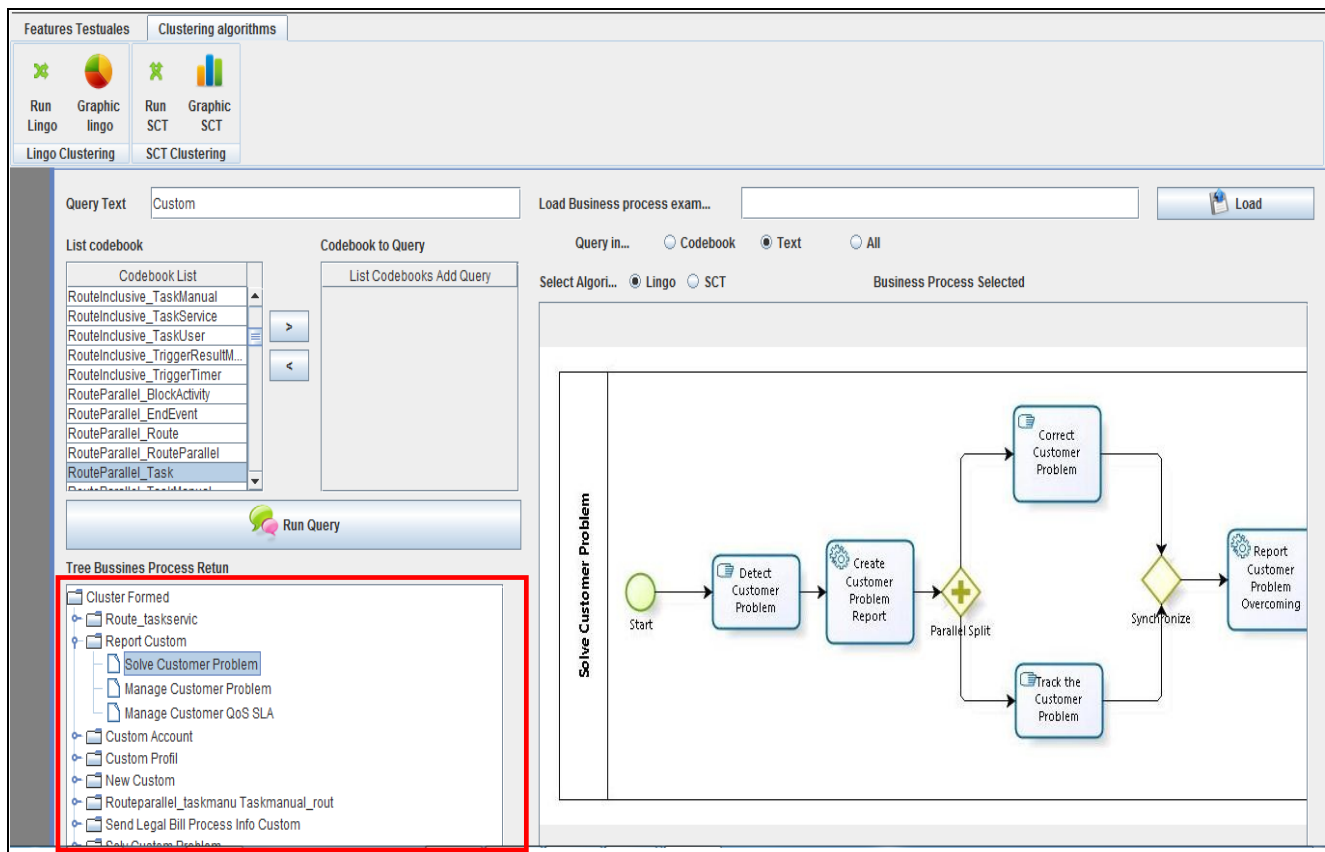 Features Testuales
Clustering algorithms
Run Lingo
Graphic lingo
Run SCT
Graphic SCT
Lingo Clustering
SCT Clustering
Query Text
Custom
Load Business process exam...
Load
List codebook
Codebook to Query
Query in...
Codebook
Text
All
Codebook List
List Codebooks Add Query
Select Algori...
Lingo
SCT
Business Process Selected
RouteInclusive_TaskManual
RouteInclusive_TaskService
RouteInclusive_TaskUser
RouteInclusive_TriggerResultM...
RouteInclusive_TriggerTimer
RouteParallel_BlockActivity
RouteParallel_EndEvent
RouteParallel_Route
RouteParallel_RouteParallel
RouteParallel_Task
RouteParallel_TaskManual
>
<
Run Query
Tree Bussines Process Retun
Cluster Formed
Route_taskservic
Report Custom
Solve Customer Problem
Manage Customer Problem
Manage Customer QoS SLA
Custom Account
Custom Profil
New Custom
Routeparallel_taskmanu Taskmanual_rout
Send Legal Bill Process Info Custom
Solv Custom Problem
Solve Customer Problem
Start
Detect
Customer
Problem
Create
Customer
Problem
Report
Parallel Split
Correct
Customer
Problem
Track the
Customer
Problem
Synchronize
Report
Customer
Problem
Overcoming